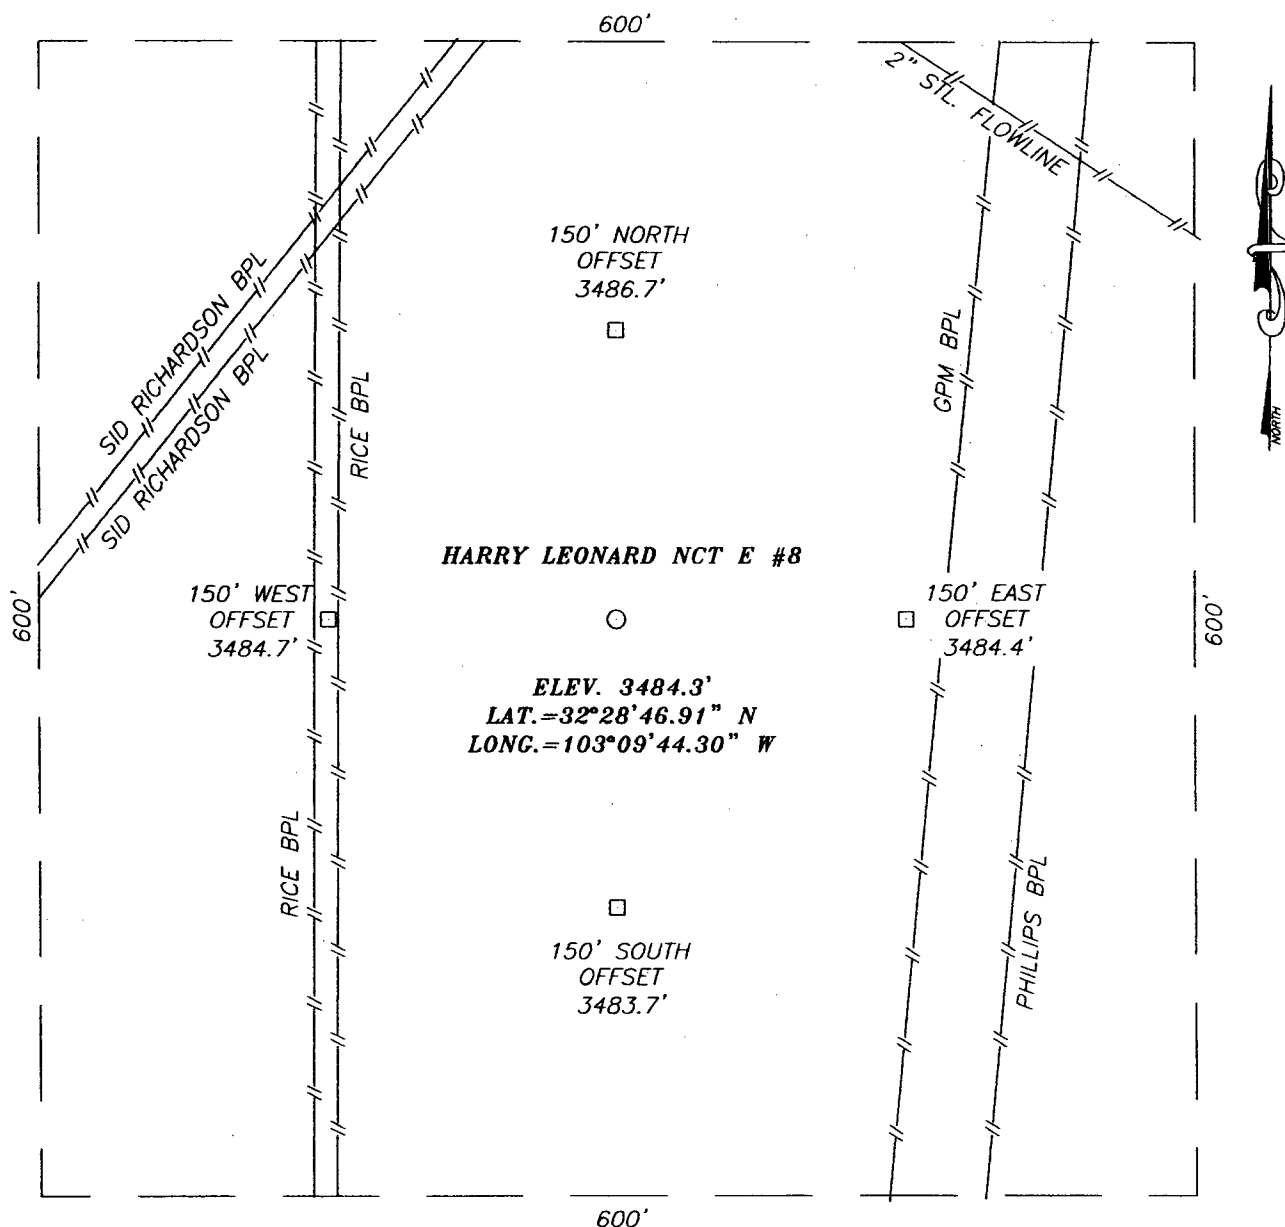 600'
2" STL. FLOWLINE
150' NORTH
OFFSET
3486.7'
SID RICHARDSON BPL
SID RICHARDSON BPL
RICE BPL
GPM BPL
NORTH
HARRY LEONARD NCT E #8
600'
150' WEST
OFFSET
3484.7'
150' EAST
OFFSET
3484.4'
600'
ELEV. 3484.3'
LAT.=32°28'46.91" N
LONG.=103°09'44.30" W
RICE BPL
PHILLIPS BPL
150' SOUTH
OFFSET
3483.7'
600'